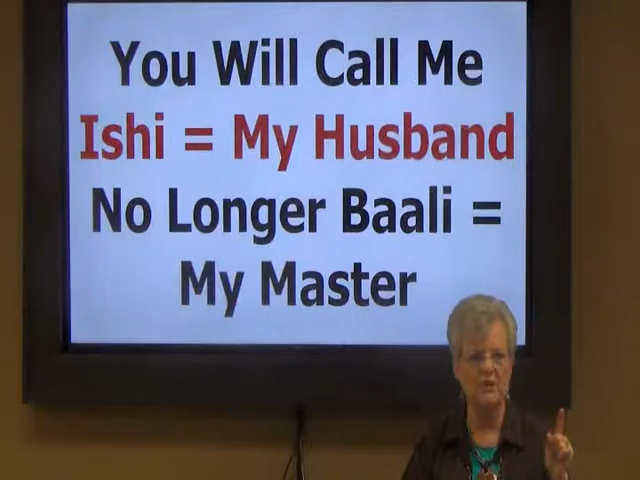 You Will Call Me
Ishi = My Husband
No Longer Baali =
My Master